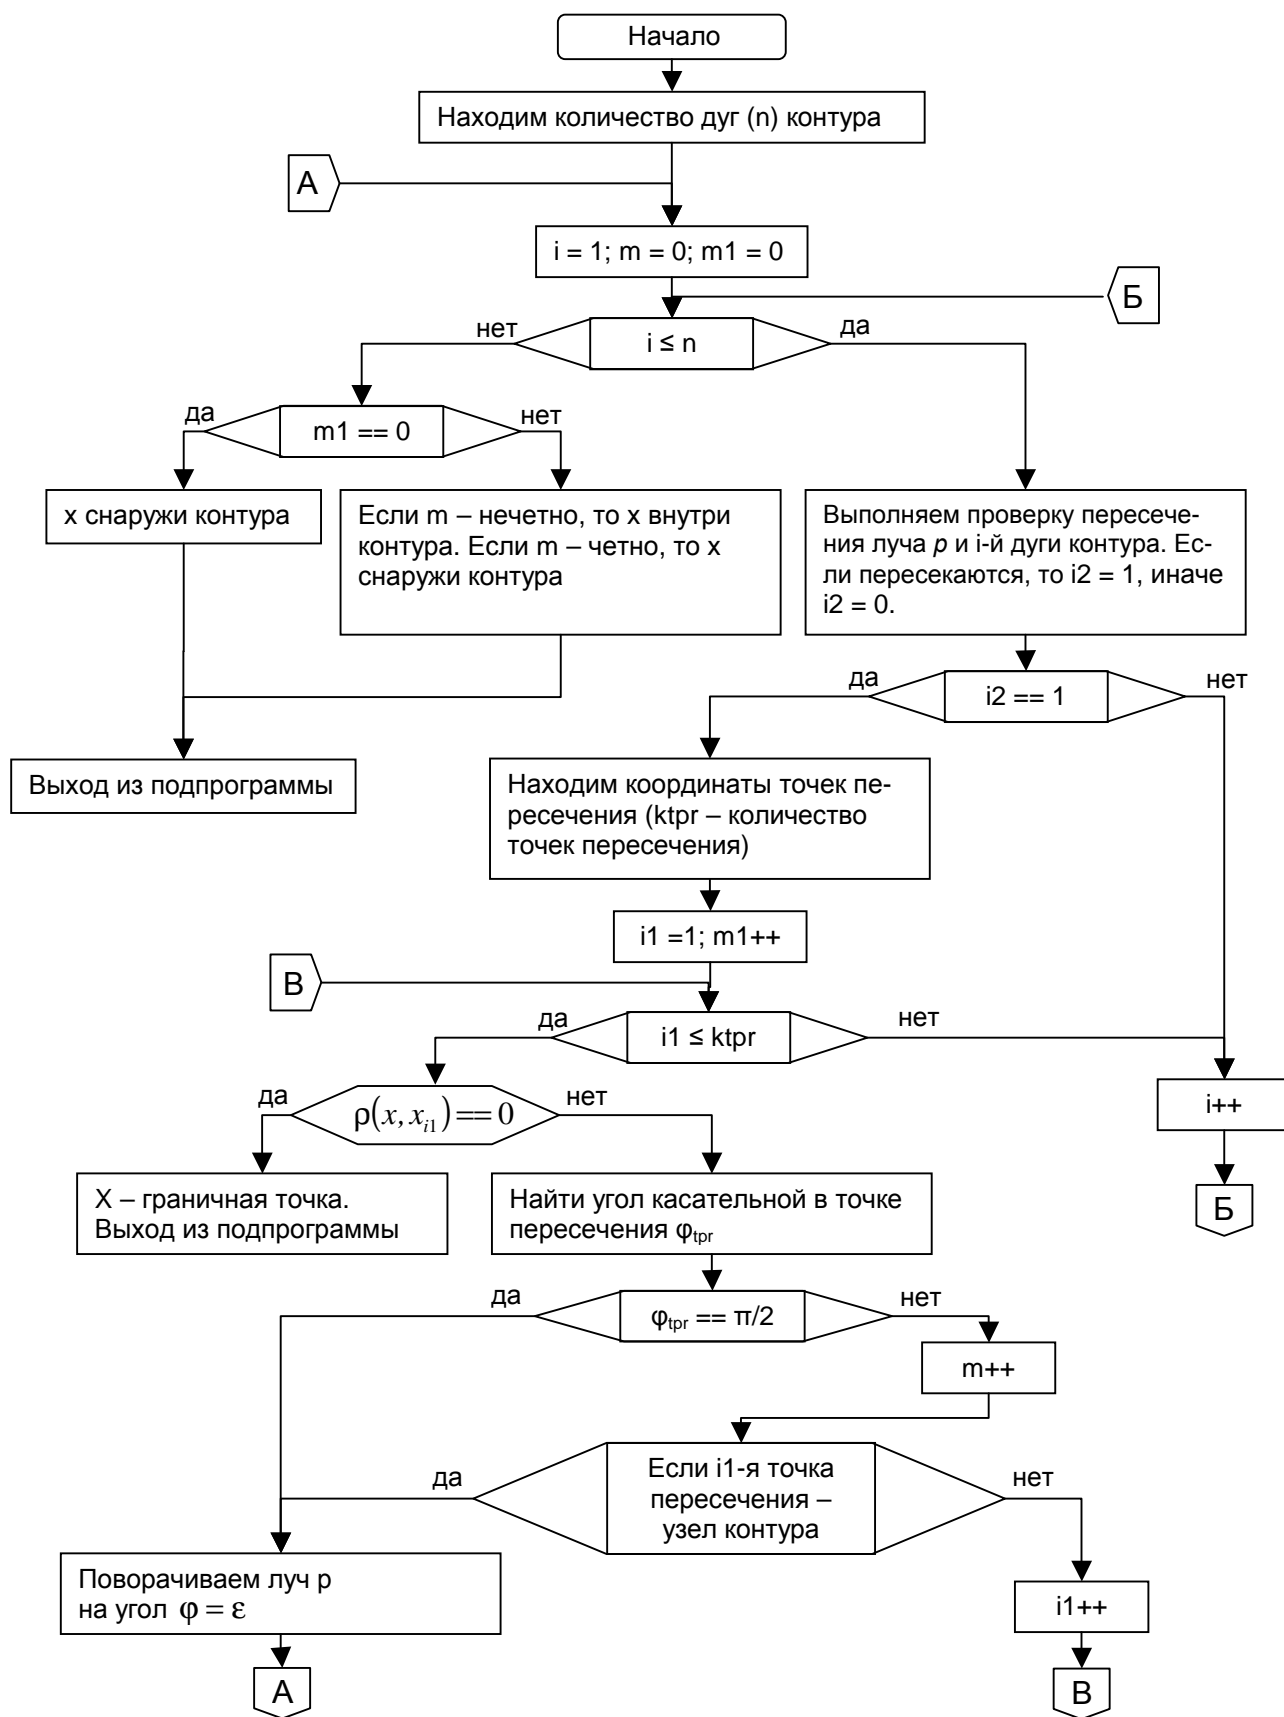 Начало
Находим количество дуг (n) контура
А
i = 1; m = 0; m1 = 0
Б
нет
i ≤ n
да
да
m1 == 0
нет
x снаружи контура
Если m – нечетно, то x внутри
контура. Если m – четно, то x
снаружи контура
Выполняем проверку пересече-
ния луча p и i-й дуги контура. Ес-
ли пересекаются, то i2 = 1, иначе
i2 = 0.
да
i2 == 1
нет
Выход из подпрограммы
Находим координаты точек пе-
ресечения (ktpr – количество
точек пересечения)
i1 =1; m1++
В
да
i1 ≤ ktpr
нет
да
ρ(x, x_{i1}) == 0
нет
i++
X – граничная точка.
Выход из подпрограммы
Найти угол касательной в точке
пересечения φ_{tpr}
Б
да
φ_{tpr} == π/2
нет
m++
да
Если i1-я точка
пересечения –
узел контура
нет
Поворачиваем луч p
на угол φ = ε
i1++
А
В